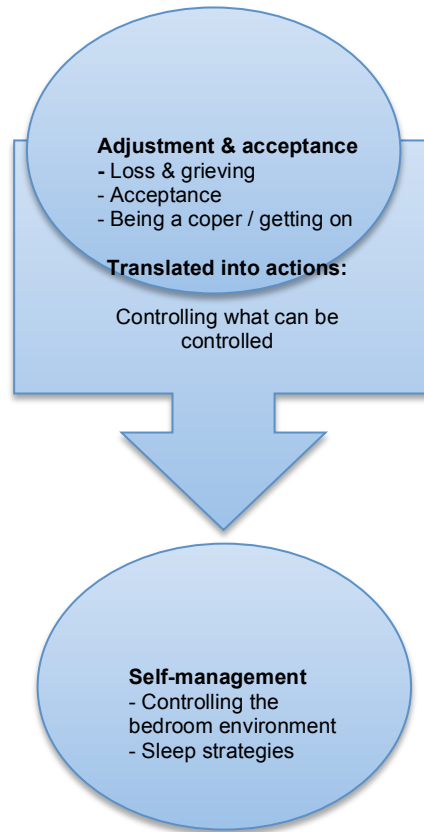 Adjustment & acceptance
- Loss & grieving
- Acceptance
- Being a coper / getting on
Translated into actions:
Controlling what can be
controlled
Self-management
- Controlling the
bedroom environment
- Sleep strategies